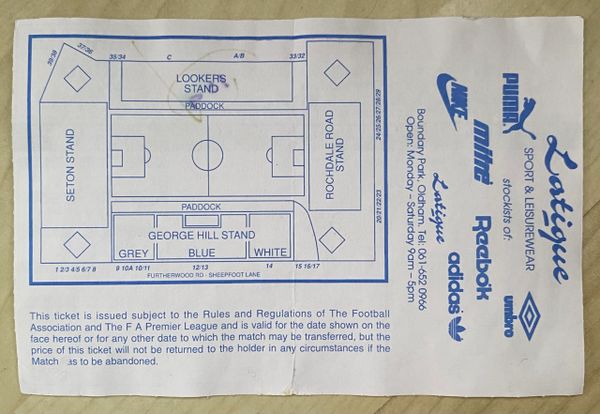 39/38
37/36
35/34
C
A/B
33/32
LOOKERS
STAND
PADDOCK
SETON STAND
ROCHDALE ROAD
STAND
24/25/26/27/28/29
20/21/22/23
PADDOCK
GEORGE HILL STAND
GREY
BLUE
WHITE
1 2/3 4/5 6/7 8
9 10A 10/11
12/13
14
15 16/17
FURTHERWOOD RD - SHEEPFOOT LANE
This ticket is issued subject to the Rules and Regulations of The Football
Association and The F A Premier League and is valid for the date shown on
the face hereof or for any other date to which the match may be transferred, but the
price of this ticket will not be returned to the holder in any circumstances if the
Match as to be abandoned.
Latique
SPORT & LEISUREWEAR
stockists of:
PUMA
umbro
mitre
Reebok
NIKE
Latique
adidas
Boundary Park, Oldham. Tel: 061-652 0966
Open: Monday - Saturday 9am - 5pm